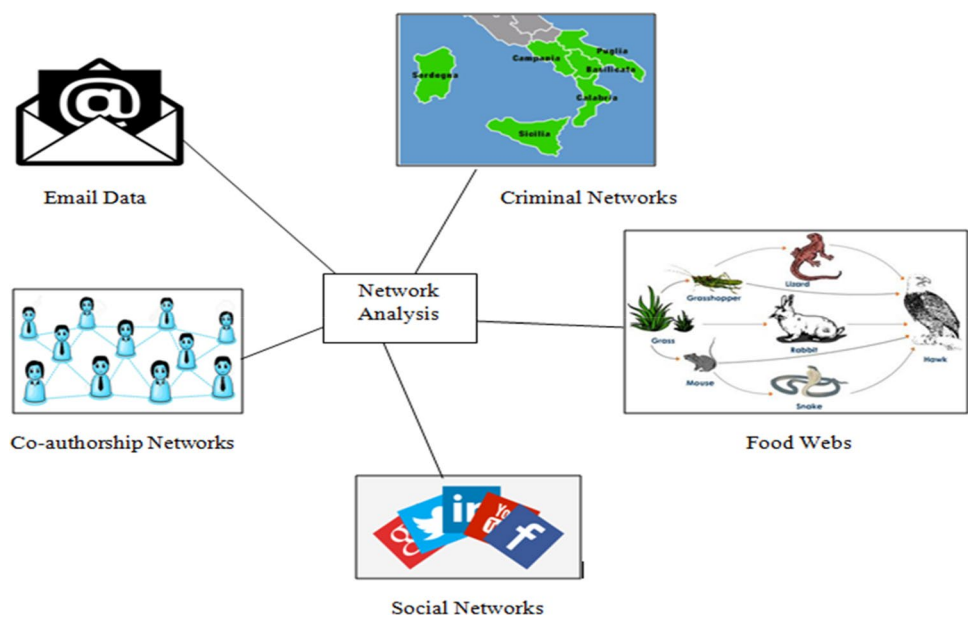 Sardegna
Campania
Puglia
Basilicata
Calabria
Sicilia
@
Email Data
Criminal Networks
Network
Analysis
Grasshopper
Lizard
Grass
Rabbit
Hawk
Mouse
Snake
Co-authorship Networks
Food Webs
in
f
Social Networks